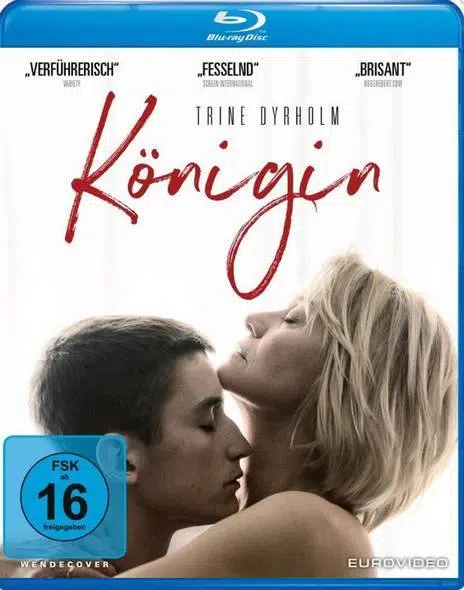 Blu-ray Disc
„VERFÜHRERISCH“ „FESSELND“ „BRISANT“
VARIETY SCREEN INTERNATIONAL ROGEREBERT.COM
TRINE DYRHOLM
Königin
FSK
ab
16
freigegeben
WENDECOVER
EUROVIDEO